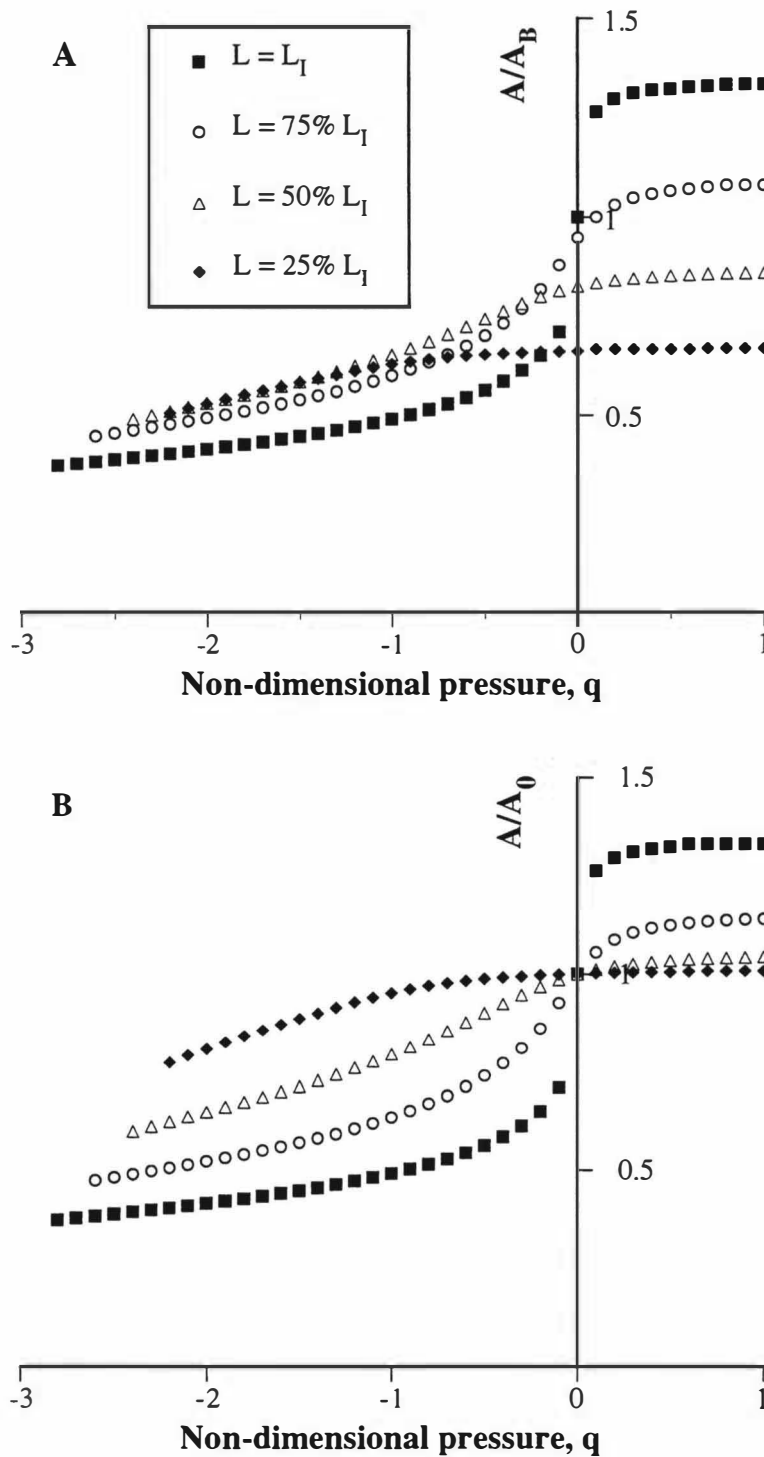 A
L = L_I
L = 75% L_I
L = 50% L_I
L = 25% L_I
A/A_B
1.5
1
0.5
-3 -2 -1 0 1
Non-dimensional pressure, q
B
A/A_0
1.5
1
0.5
-3 -2 -1 0 1
Non-dimensional pressure, q